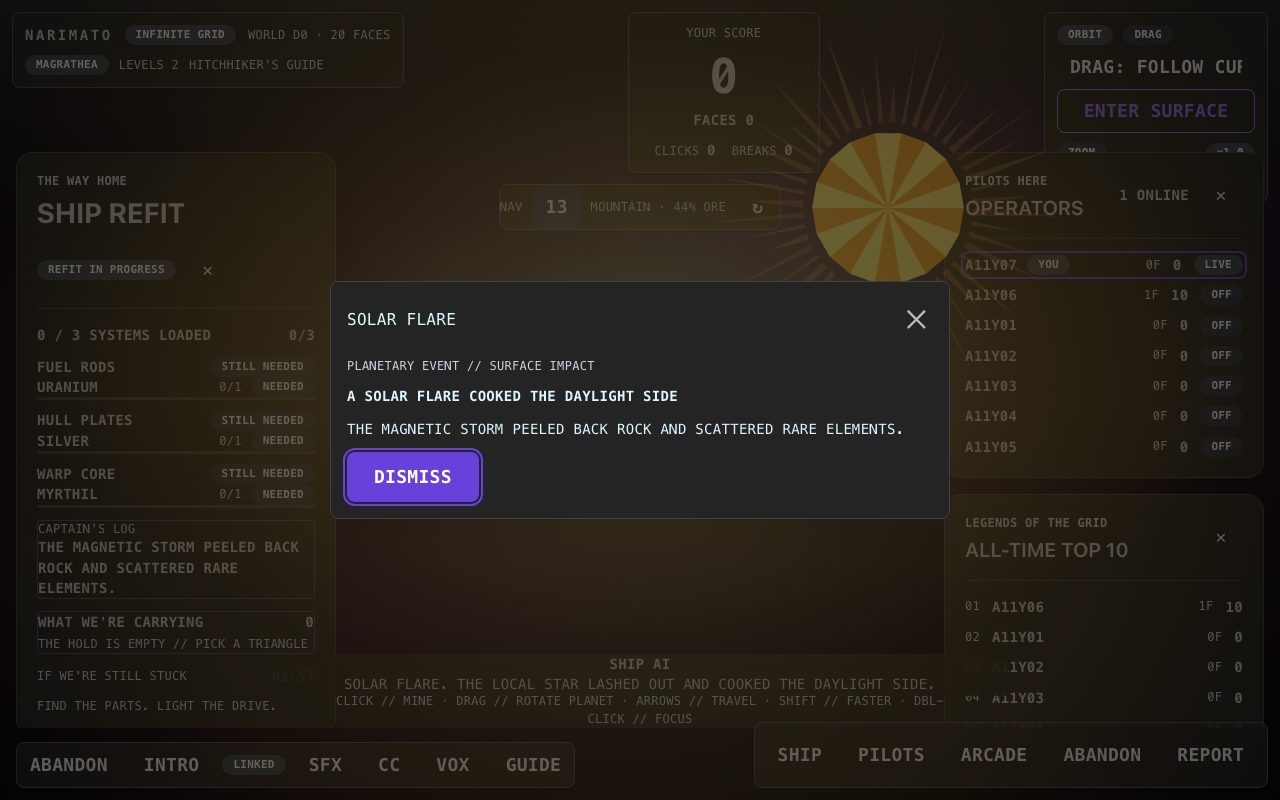 NARIMATO INFINITE GRID WORLD D0 · 20 FACES
MAGRATHEA LEVELS 2 HITCHHIKER'S GUIDE
YOUR SCORE
0
FACES 0
CLICKS 0 BREAKS 0
ORBIT DRAG
DRAG: FOLLOW
ENTER SURFACE
ZOOM ×1.0
THE WAY HOME
SHIP REFIT
REFIT IN PROGRESS ×
0 / 3 SYSTEMS LOADED 0/3
FUEL RODS STILL NEEDED
URANIUM 0/1 NEEDED
HULL PLATES STILL NEEDED
SILVER 0/1 NEEDED
WARP CORE STILL NEEDED
MYRTHIL 0/1 NEEDED
CAPTAIN'S LOG
THE MAGNETIC STORM PEELED BACK
ROCK AND SCATTERED RARE
ELEMENTS.
WHAT WE'RE CARRYING 0
THE HOLD IS EMPTY // PICK A TRIANGLE
IF WE'RE STILL STUCK 01:57
FIND THE PARTS. LIGHT THE DRIVE.
NAV 13 MOUNTAIN · 44% ORE ↻
SOLAR FLARE
PLANETARY EVENT // SURFACE IMPACT
A SOLAR FLARE COOKED THE DAYLIGHT SIDE
THE MAGNETIC STORM PEELED BACK ROCK AND SCATTERED RARE ELEMENTS.
DISMISS
PILOTS HERE
OPERATORS 1 ONLINE ×
A11Y07 YOU 0F 0 LIVE
A11Y06 1F 10 OFF
A11Y01 0F 0 OFF
A11Y02 0F 0 OFF
A11Y03 0F 0 OFF
A11Y04 0F 0 OFF
A11Y05 0F 0 OFF
LEGENDS OF THE GRID
ALL-TIME TOP 10 ×
01 A11Y06 1F 10
02 A11Y01 0F 0
03 A11Y02 0F 0
04 A11Y03 0F 0
SHIP AI
SOLAR FLARE. THE LOCAL STAR LASHED OUT AND COOKED THE DAYLIGHT SIDE.
CLICK // MINE · DRAG // ROTATE PLANET · ARROWS // TRAVEL · SHIFT // FASTER · DBL-
CLICK // FOCUS
ABANDON INTRO LINKED SFX CC VOX GUIDE
SHIP PILOTS ARCADE ABANDON REPORT